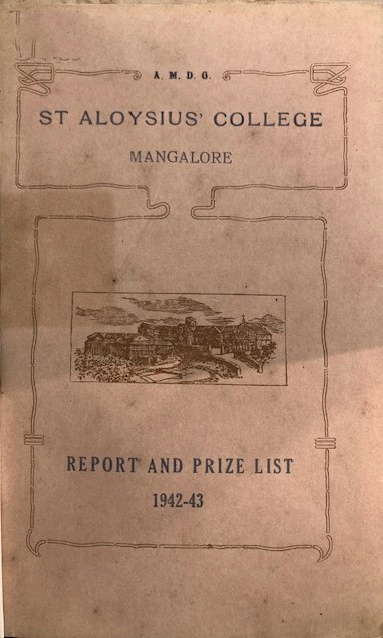 A. M. D. G.
ST ALOYSIUS' COLLEGE
MANGALORE
REPORT AND PRIZE LIST
1942-43